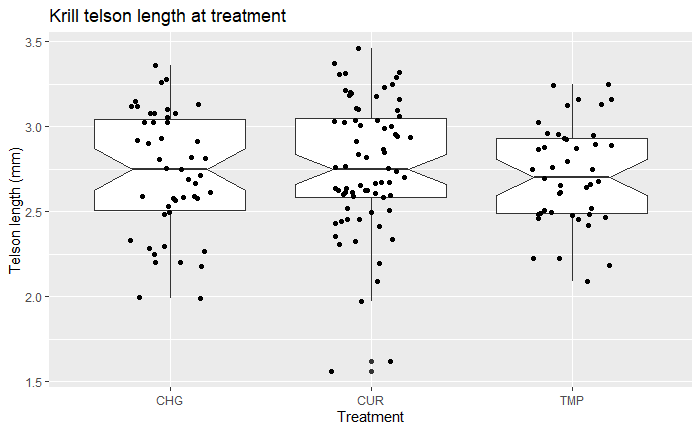 Krill telson length at treatment
3.5
3.0
2.5
2.0
1.5
Telson length (mm)
CHG CUR TMP
Treatment